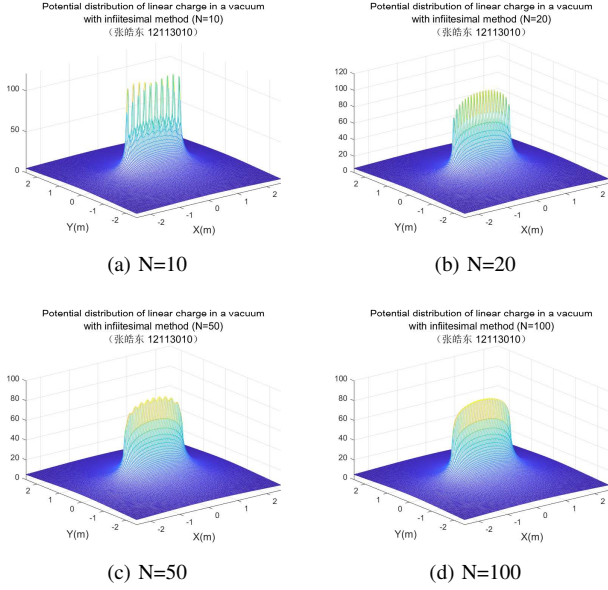 Potential distribution of linear charge in a vacuum
with infiitesimal method (N=10)
（张皓东 12113010）
100
50
0
2
1
0
-1
-2
Y(m)
-2
-1
0
1
2
X(m)
(a) N=10
Potential distribution of linear charge in a vacuum
with infiitesimal method (N=20)
（张皓东 12113010）
120
100
80
60
40
20
0
2
1
0
-1
-2
Y(m)
-2
-1
0
1
2
X(m)
(b) N=20
Potential distribution of linear charge in a vacuum
with infiitesimal method (N=50)
（张皓东 12113010）
100
80
60
40
20
0
2
1
0
-1
-2
Y(m)
-2
-1
0
1
2
X(m)
(c) N=50
Potential distribution of linear charge in a vacuum
with infiitesimal method (N=100)
（张皓东 12113010）
100
80
60
40
20
0
2
1
0
-1
-2
Y(m)
-2
-1
0
1
2
X(m)
(d) N=100